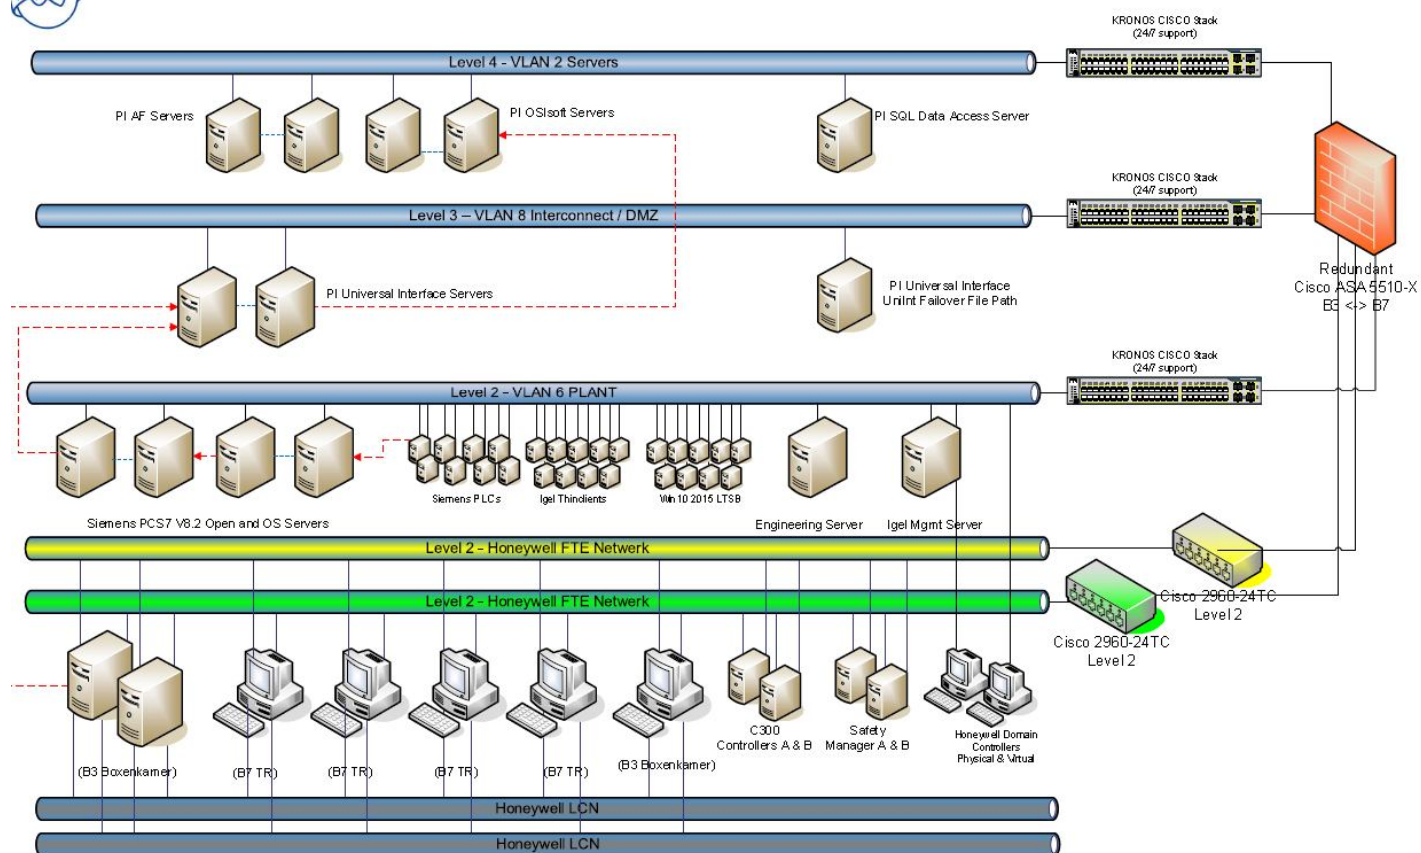 KRONOS CISCO Stack
(24/7 support)
Level 4 - VLAN 2 Servers
PI AF Servers
PI OSIsoft Servers
PI SQL Data Access Server
KRONOS CISCO Stack
(24/7 support)
Level 3 – VLAN 8 Interconnect / DMZ
Redundant
Cisco ASA 5510-X
B3 <-> B7
PI Universal Interface Servers
PI Universal Interface
UniInt Failover File Path
KRONOS CISCO Stack
(24/7 support)
Level 2 - VLAN 6 PLANT
Siemens PLCs
Igel Thinclients
Win 10 2015 LTSB
Siemens PCS7 V8.2 Open and OS Servers
Engineering Server
Igel Mgmt Server
Level 2 - Honeywell FTE Netwerk
Cisco 2960-24TC
Level 2
Level 2 - Honeywell FTE Netwerk
Cisco 2960-24TC
Level 2
(B3 Boxenkamer)
(B7 TR)
(B7 TR)
(B7 TR)
(B7 TR)
(B3 Boxenkamer)
C300
Controllers A & B
Safety
Manager A & B
Honeywell Domain
Controllers
Physical & Virtual
Honeywell LCN
Honeywell LCN